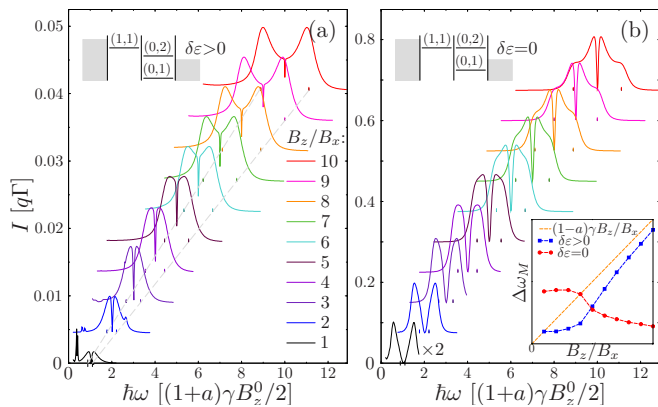 (a)
(1,1) (0,2) δε>0
(0,1)
I [qΓ]
0.05
0.04
0.03
0.02
0.01
0
B_z/B_x:
10
9
8
7
6
5
4
3
2
1
0 2 4 6 8 10 12
ħω [(1+a)γB_z^0/2]
(b)
(1,1) (0,2) δε=0
(0,1)
0.8
0.6
0.4
0.2
0
×2
(1−a)γB_z/B_x
δε>0
δε=0
Δω_M
0
B_z/B_x
0 2 4 6 8 10 12
ħω [(1+a)γB_z^0/2]